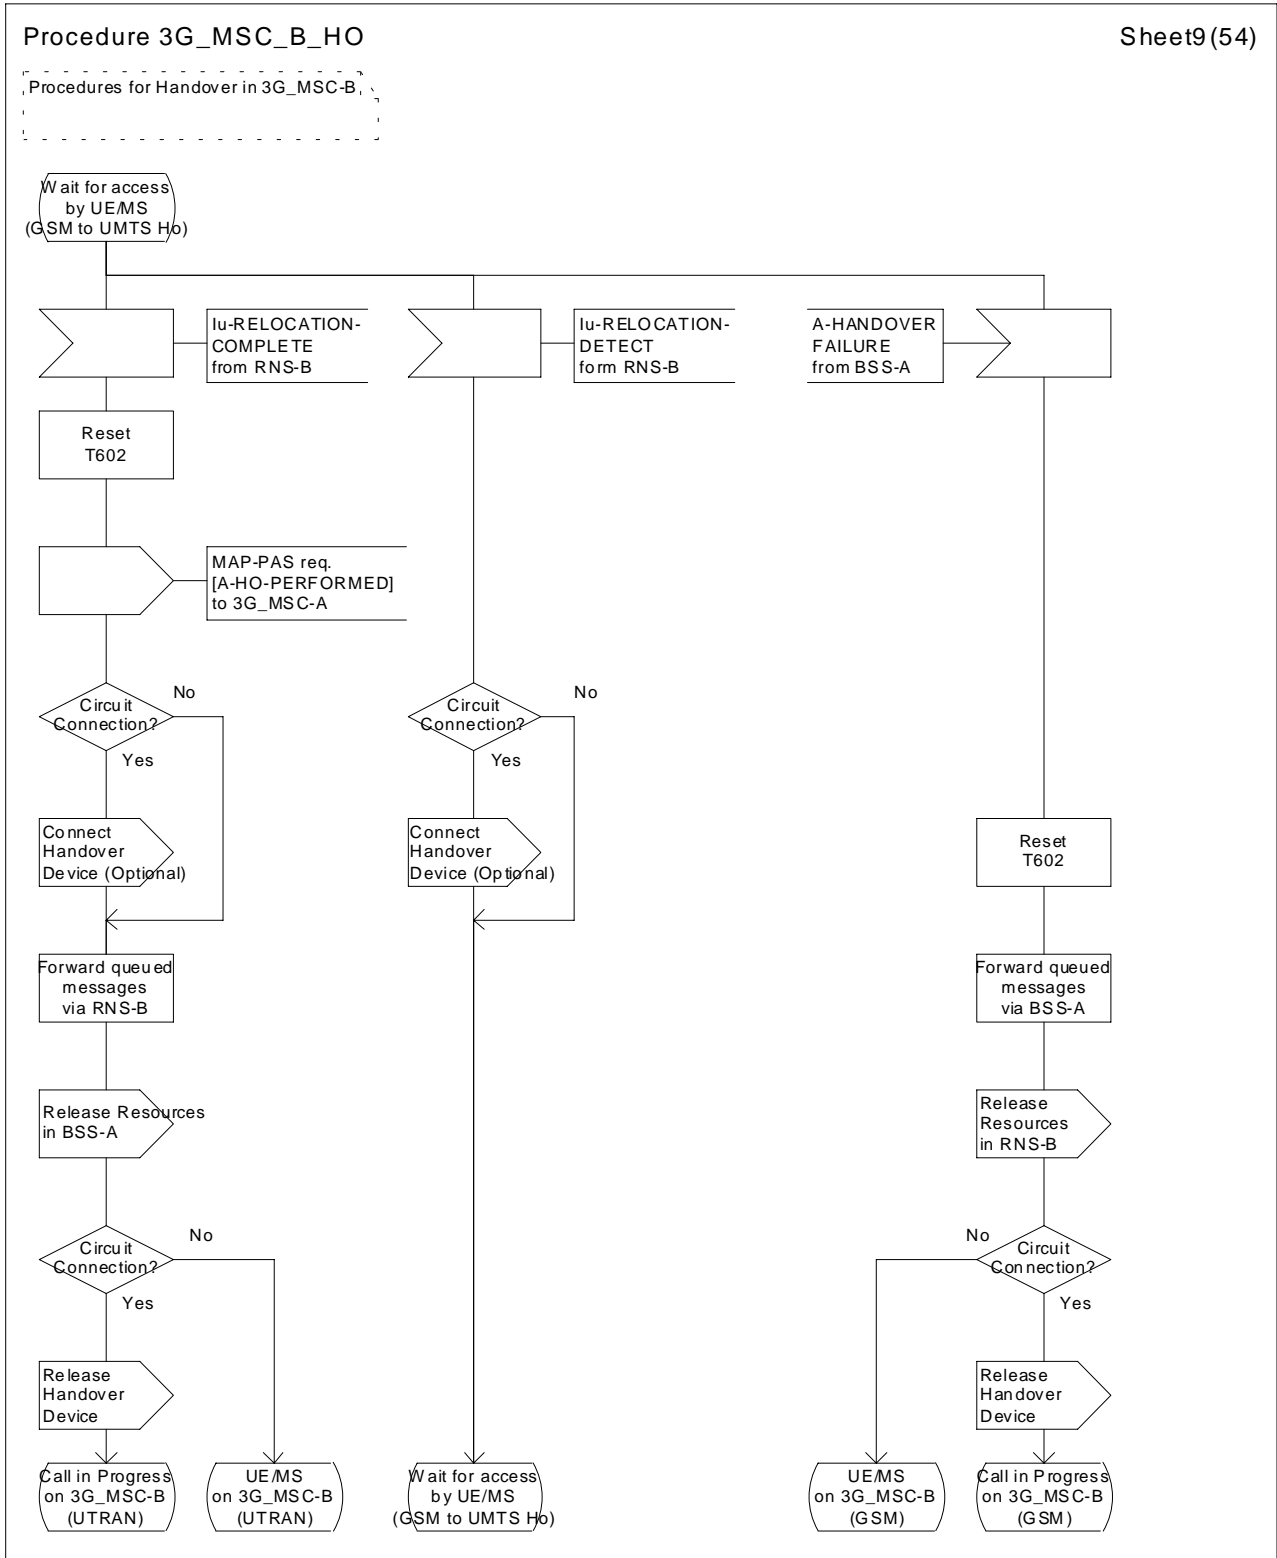 Procedure 3G_MSC_B_HO
Sheet9(54)
Procedures for Handover in 3G_MSC-B
Wait for access
by UE/MS
(GSM to UMTS Ho)
Iu-RELOCATION-
COMPLETE
from RNS-B
Iu-RELOCATION-
DETECT
form RNS-B
A-HANDOVER
FAILURE
from BSS-A
Reset
T602
MAP-PAS req.
[A-HO-PERFORMED]
to 3G_MSC-A
No
Circuit
Connection?
Yes
No
Circuit
Connection?
Yes
Connect
Handover
Device (Optional)
Connect
Handover
Device (Optional)
Reset
T602
Forward queued
messages
via RNS-B
Forward queued
messages
via BSS-A
Release Resources
in BSS-A
Release
Resources
in RNS-B
No
Circuit
Connection?
Yes
No
Circuit
Connection?
Yes
Release
Handover
Device
Release
Handover
Device
Call in Progress
on 3G_MSC-B
(UTRAN)
UE/MS
on 3G_MSC-B
(UTRAN)
Wait for access
by UE/MS
(GSM to UMTS Ho)
UE/MS
on 3G_MSC-B
(GSM)
Call in Progress
on 3G_MSC-B
(GSM)